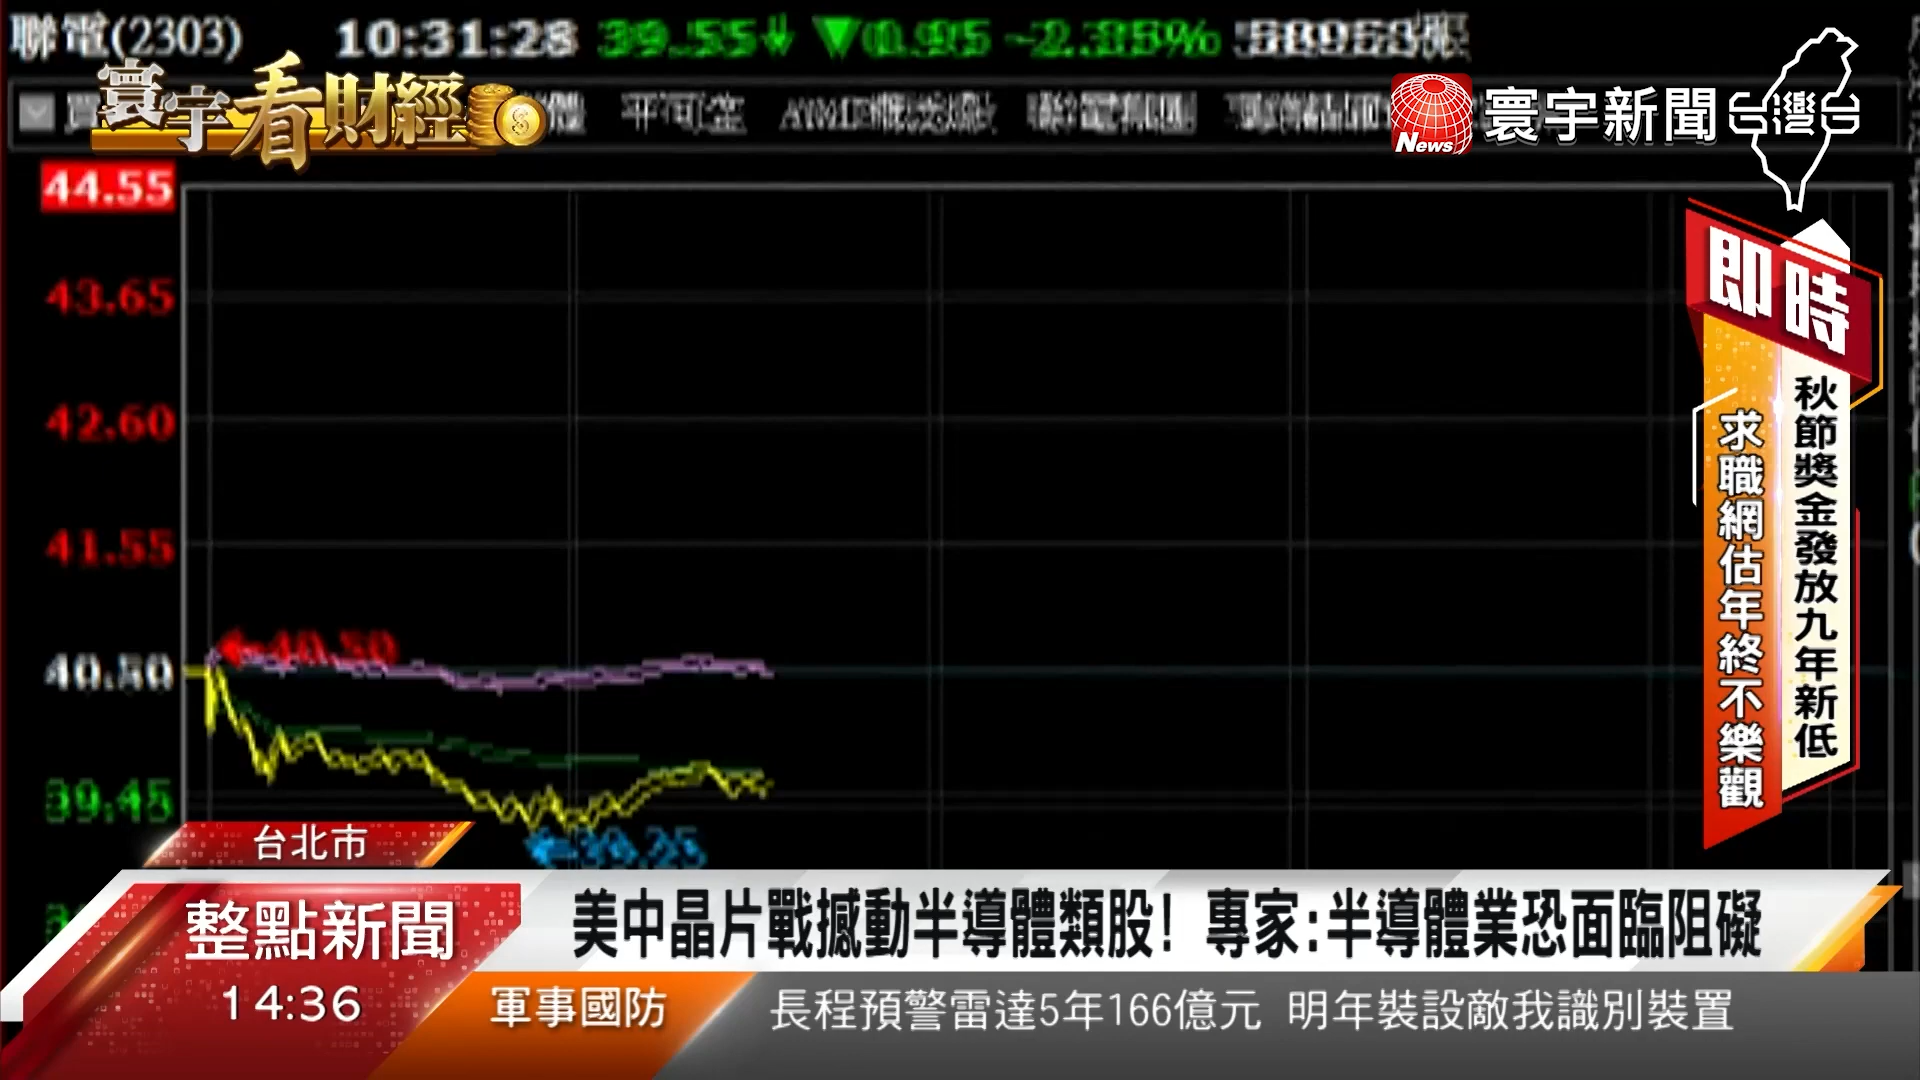 聯電(2303) 10:31:28 39.55 ▼0.95 -2.35%
寰宇看財經
News 寰宇新聞 台灣
44.55
43.65
42.60
41.55
40.50
39.45
40.50
39.25
即時
秋節獎金發放九年新低
求職網估年終不樂觀
台北市
整點新聞
14:36
美中晶片戰撼動半導體類股! 專家:半導體業恐面臨阻礙
軍事國防
長程預警雷達5年166億元 明年裝設敵我識別裝置